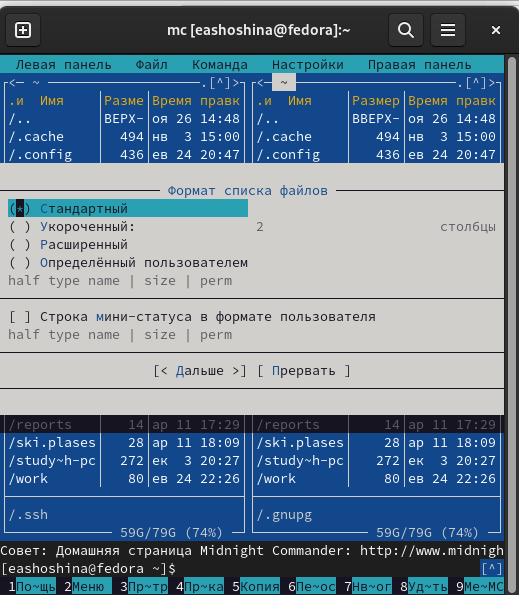 mc [eashoshina@fedora]:~
Левая панель Файл Команда Настройки Правая панель
<— ~ .[^]> <— ~ .[^]>
.и Имя Разме Время правк .и Имя Размер Время правк
/.. ВЕРХ- оя 26 14:48 /.. ВВЕРХ- оя 26 14:48
/.cache 494 нв 3 15:00 /.cache 494 нв 3 15:00
/.config 436 ев 24 20:47 /.config 436 ев 24 20:47
Формат списка файлов
(*) Стандартный
( ) Укороченный: 2 столбцы
( ) Расширенный
( ) Определённый пользователем
half type name | size | perm
[ ] Строка мини-статуса в формате пользователя
half type name | size | perm
[< Дальше >] [ Прервать ]
/reports 14 ар 11 17:29 /reports 14 ар 11 17:29
/ski.plases 28 ар 11 18:09 /ski.plases 28 ар 11 18:09
/study~h-pc 272 ек 3 20:27 /study~h-pc 272 ек 3 20:27
/work 80 ев 24 22:26 /work 80 ев 24 22:26
/.ssh /.gnupg
59G/79G (74%) 59G/79G (74%)
Совет: Домашняя страница Midnight Commander: http://www.midnigh
[eashoshina@fedora ~]$ [^]
1По~щь 2Меню 3Пр~тр 4Пр~ка 5Копия 6Пе~ос 7Нв~ог 8Уд~ть 9Ме~МС